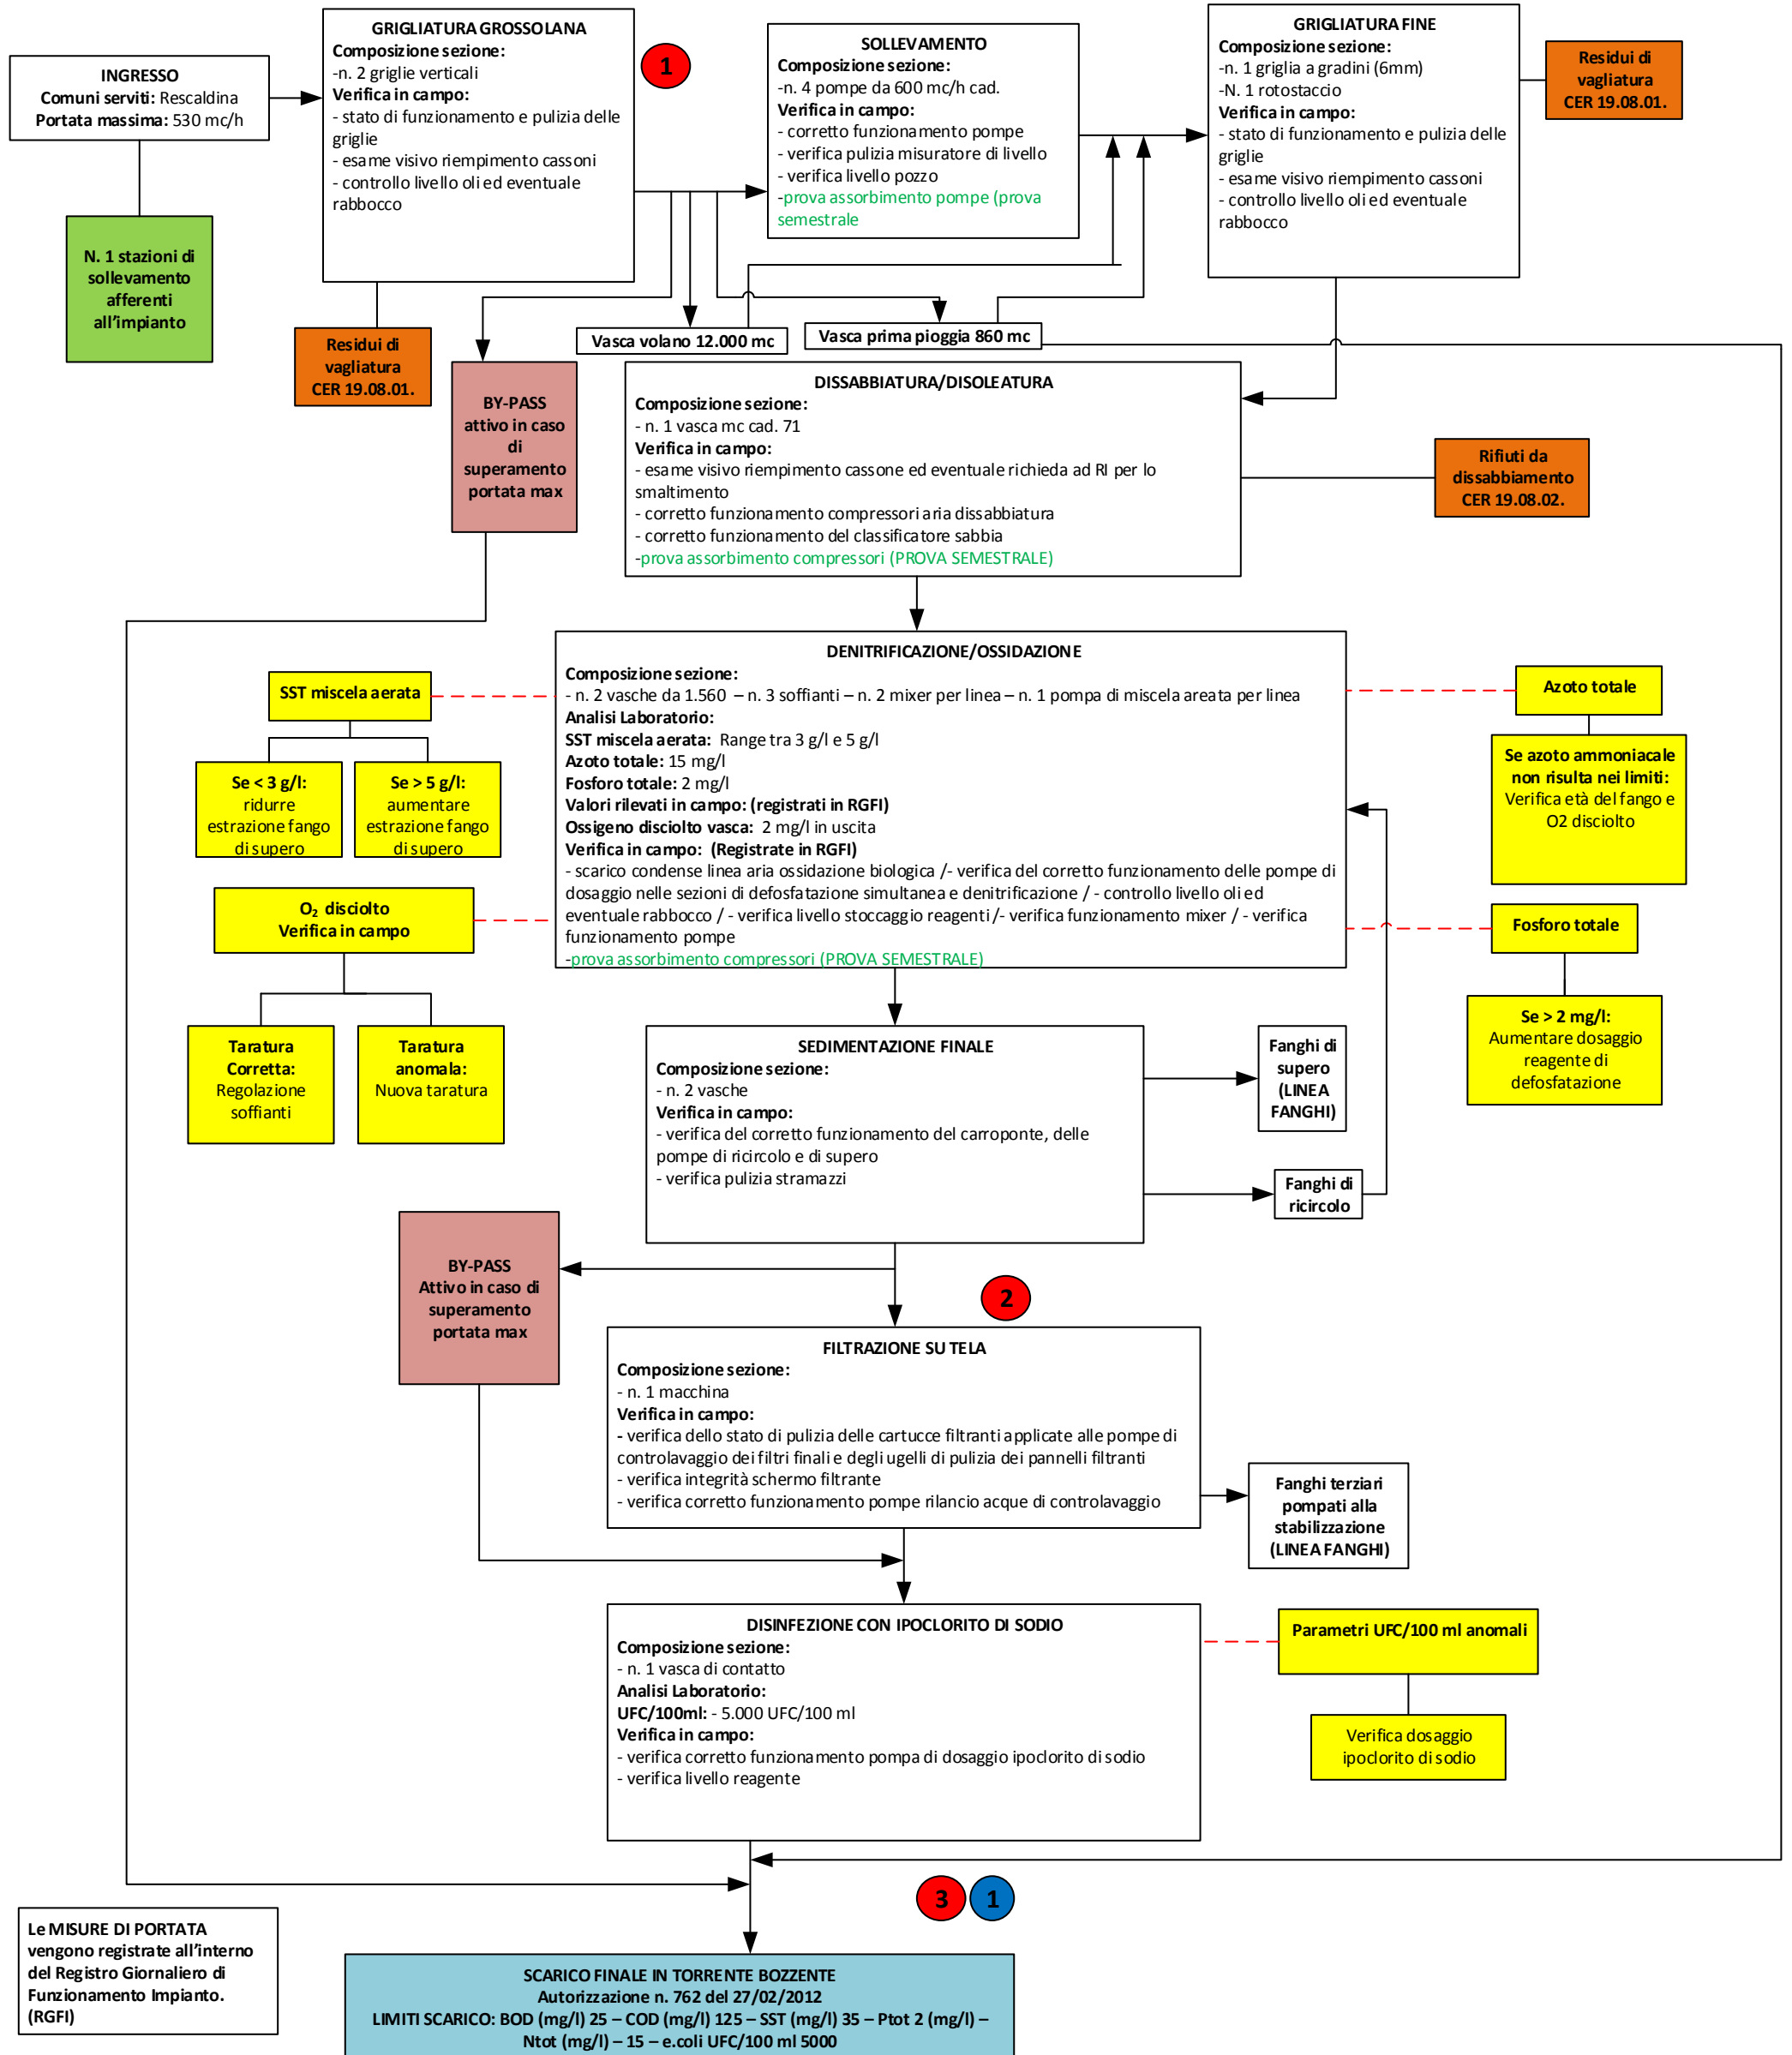 INGRESSO
Comuni serviti: Rescaldina
Portata massima: 530 mc/h
N. 1 stazioni di
sollevamento
afferenti
all'impianto
GRIGLIATURA GROSSOLANA
Composizione sezione:
-n. 2 griglie verticali
Verifica in campo:
- stato di funzionamento e pulizia delle
griglie
- esame visivo riempimento cassoni
- controllo livello oli ed eventuale
rabbocco
1
Residui di
vagliatura
CER 19.08.01.
SOLLEVAMENTO
Composizione sezione:
-n. 4 pompe da 600 mc/h cad.
Verifica in campo:
- corretto funzionamento pompe
- verifica pulizia misuratore di livello
- verifica livello pozzo
-prova assorbimento pompe (prova
semestrale
GRIGLIATURA FINE
Composizione sezione:
-n. 1 griglia a gradini (6mm)
-N. 1 rotostaccio
Verifica in campo:
- stato di funzionamento e pulizia delle
griglie
- esame visivo riempimento cassoni
- controllo livello oli ed eventuale
rabbocco
Residui di
vagliatura
CER 19.08.01.
Vasca volano 12.000 mc
Vasca prima pioggia 860 mc
BY-PASS
attivo in caso
di
superamento
portata max
DISSABBIATURA/DISOLEATURA
Composizione sezione:
- n. 1 vasca mc cad. 71
Verifica in campo:
- esame visivo riempimento cassone ed eventuale richieda ad RI per lo
smaltimento
- corretto funzionamento compressori aria dissabbiatura
- corretto funzionamento del classificatore sabbia
-prova assorbimento compressori (PROVA SEMESTRALE)
Rifiuti da
dissabbiamento
CER 19.08.02.
DENITRIFICAZIONE/OSSIDAZIONE
Composizione sezione:
- n. 2 vasche da 1.560 – n. 3 soffianti – n. 2 mixer per linea – n. 1 pompa di miscela areata per linea
Analisi Laboratorio:
SST miscela aerata: Range tra 3 g/l e 5 g/l
Azoto totale: 15 mg/l
Fosforo totale: 2 mg/l
Valori rilevati in campo: (registrati in RGFI)
Ossigeno disciolto vasca: 2 mg/l in uscita
Verifica in campo: (Registrate in RGFI)
- scarico condense linea aria ossidazione biologica /- verifica del corretto funzionamento delle pompe di
dosaggio nelle sezioni di defosfatazione simultanea e denitrificazione / - controllo livello oli ed
eventuale rabbocco / - verifica livello stoccaggio reagenti /- verifica funzionamento mixer / - verifica
funzionamento pompe
-prova assorbimento compressori (PROVA SEMESTRALE)
SST miscela aerata
Se < 3 g/l:
ridurre
estrazione fango
di supero
Se > 5 g/l:
aumentare
estrazione fango
di supero
O2 disciolto
Verifica in campo
Taratura
Corretta:
Regolazione
soffianti
Taratura
anomala:
Nuova taratura
Azoto totale
Se azoto ammoniacale
non risulta nei limiti:
Verifica età del fango e
O2 disciolto
Fosforo totale
Se > 2 mg/l:
Aumentare dosaggio
reagente di
defosfatazione
SEDIMENTAZIONE FINALE
Composizione sezione:
- n. 2 vasche
Verifica in campo:
- verifica del corretto funzionamento del carroponte, delle
pompe di ricircolo e di supero
- verifica pulizia stramazzi
Fanghi di
supero
(LINEA
FANGHI)
Fanghi di
ricircolo
BY-PASS
Attivo in caso di
superamento
portata max
2
FILTRAZIONE SU TELA
Composizione sezione:
- n. 1 macchina
Verifica in campo:
- verifica dello stato di pulizia delle cartucce filtranti applicate alle pompe di
controlavaggio dei filtri finali e degli ugelli di pulizia dei pannelli filtranti
- verifica integrità schermo filtrante
- verifica corretto funzionamento pompe rilancio acque di controlavaggio
Fanghi terziari
pompati alla
stabilizzazione
(LINEA FANGHI)
DISINFEZIONE CON IPOCLORITO DI SODIO
Composizione sezione:
- n. 1 vasca di contatto
Analisi Laboratorio:
UFC/100ml: - 5.000 UFC/100 ml
Verifica in campo:
- verifica corretto funzionamento pompa di dosaggio ipoclorito di sodio
- verifica livello reagente
Parametri UFC/100 ml anomali
Verifica dosaggio
ipoclorito di sodio
3
1
Le MISURE DI PORTATA
vengono registrate all'interno
del Registro Giornaliero di
Funzionamento Impianto.
(RGFI)
SCARICO FINALE IN TORRENTE BOZZENTE
Autorizzazione n. 762 del 27/02/2012
LIMITI SCARICO: BOD (mg/l) 25 – COD (mg/l) 125 – SST (mg/l) 35 – Ptot 2 (mg/l) –
Ntot (mg/l) – 15 – e.coli UFC/100 ml 5000